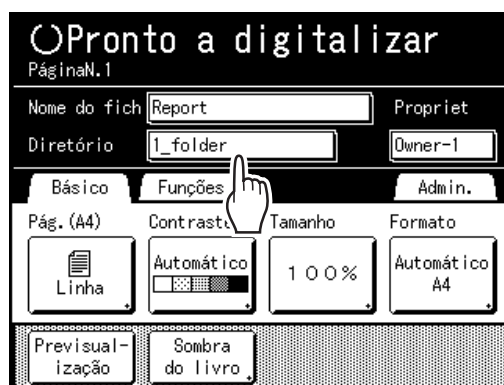 Pronto a digitalizar
PáginaN.1
Nome do fich Report Propriet
Diretório 1_folder Owner-1
Básico Funções Admin.
Pág.(A4) Contraste Tamanho Formato
Linha Automático 100% Automático
A4
Previsual-
ização
Sombra
do livro